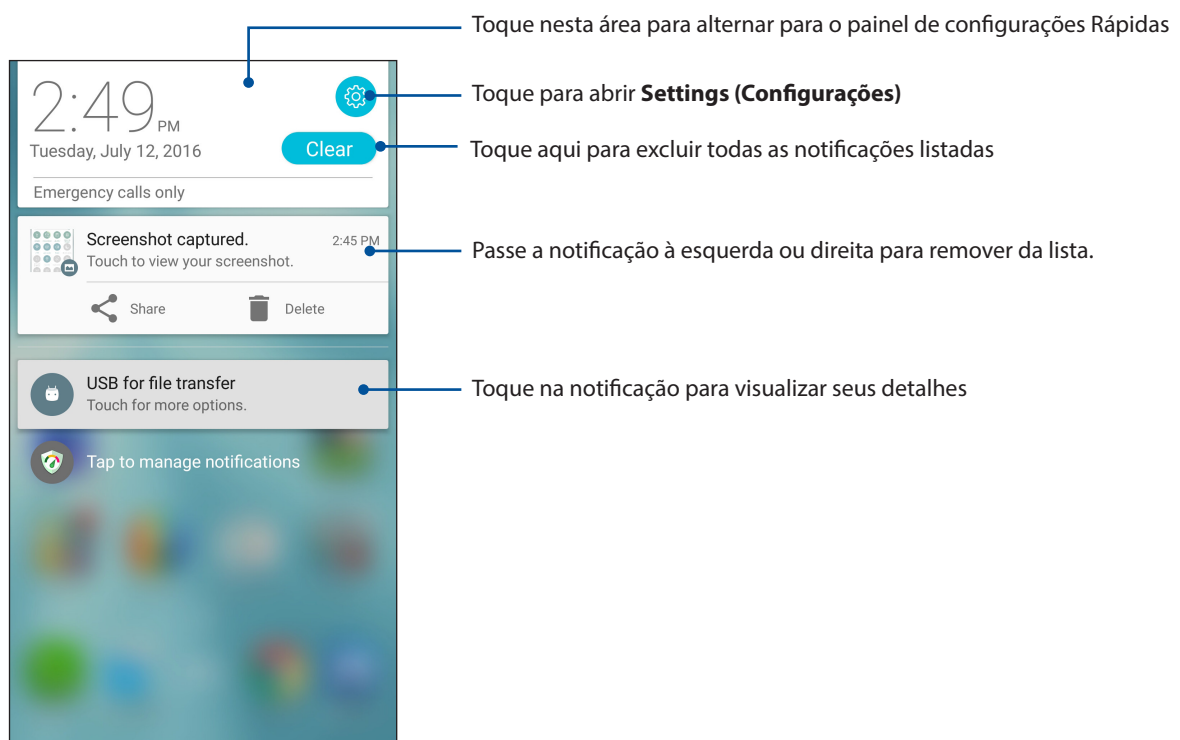 Toque nesta área para alternar para o painel de configurações Rápidas
2:49 PM
Toque para abrir Settings (Configurações)
Tuesday, July 12, 2016
Clear
Toque aqui para excluir todas as notificações listadas
Emergency calls only
Screenshot captured.
2:45 PM
Passe a notificação à esquerda ou direita para remover da lista.
Touch to view your screenshot.
Share
Delete
USB for file transfer
Toque na notificação para visualizar seus detalhes
Touch for more options.
Tap to manage notifications